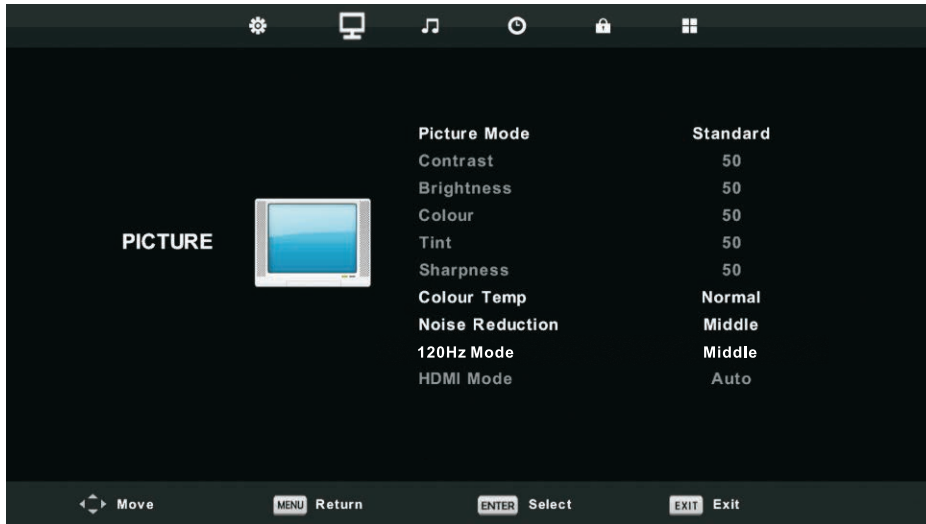 Picture Mode Standard
Contrast 50
Brightness 50
Colour 50
PICTURE
Tint 50
Sharpness 50
Colour Temp Normal
Noise Reduction Middle
120Hz Mode Middle
HDMI Mode Auto
Move MENU Return ENTER Select EXIT Exit